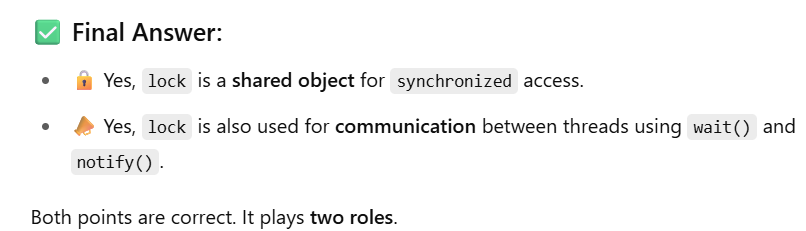 ✅ Final Answer:
• 🔒 Yes, lock is a shared object for synchronized access.
• 📣 Yes, lock is also used for communication between threads using wait() and
notify().
Both points are correct. It plays two roles.